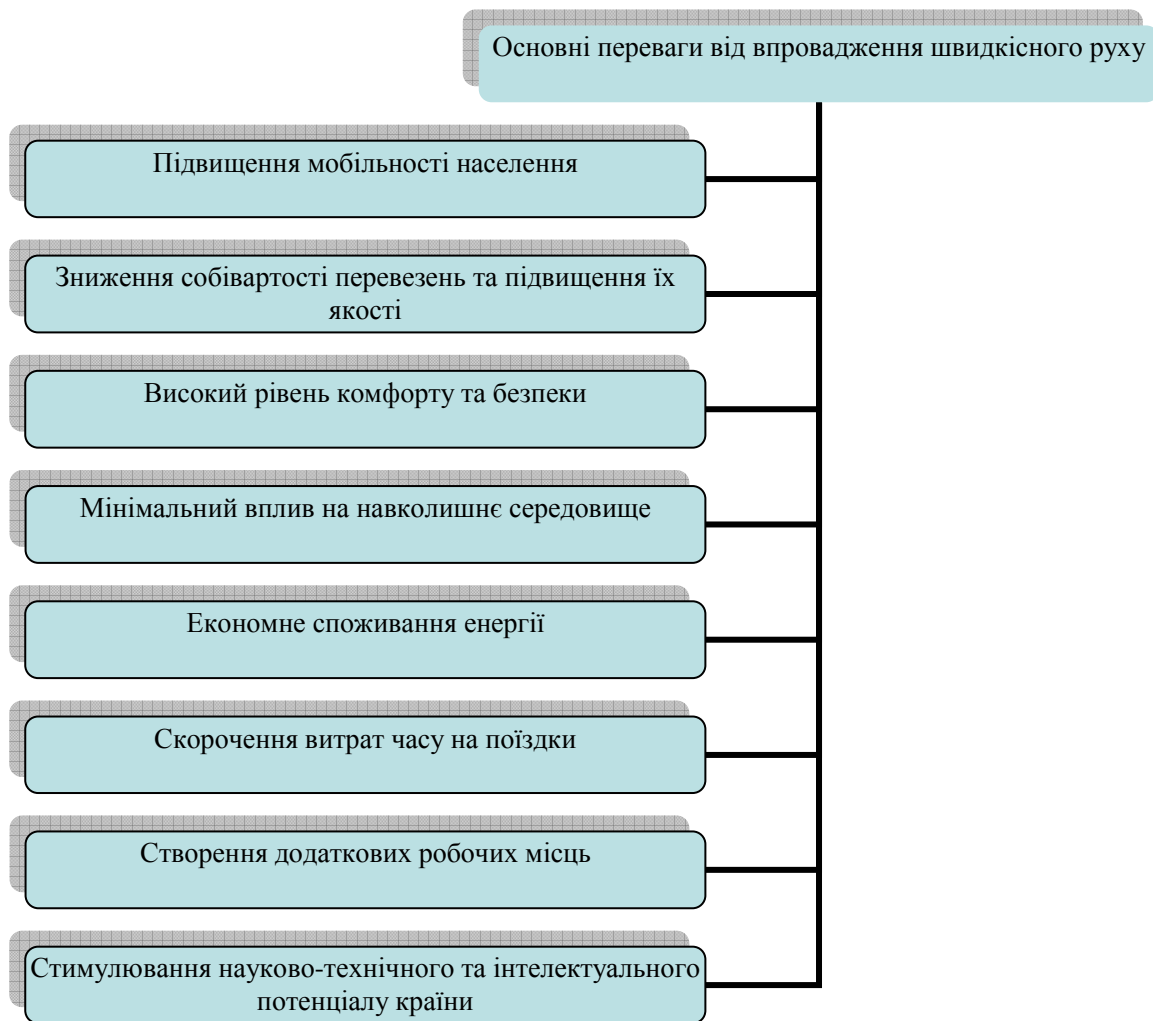 Основні переваги від впровадження швидкісного руху
Підвищення мобільності населення
Зниження собівартості перевезень та підвищення їх
якості
Високий рівень комфорту та безпеки
Мінімальний вплив на навколишнє середовище
Економне споживання енергії
Скорочення витрат часу на поїздки
Створення додаткових робочих місць
Стимулювання науково-технічного та інтелектуального
потенціалу країни